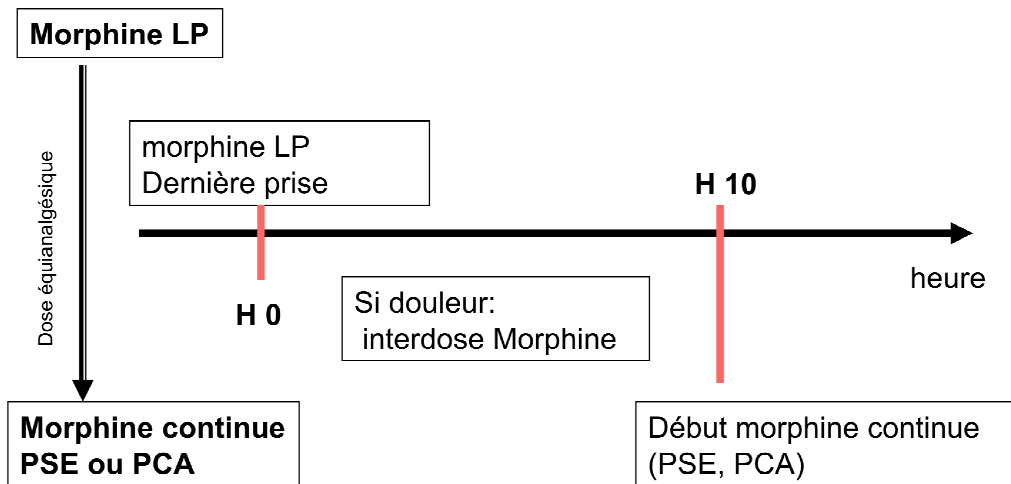 Morphine LP
Dose équianalgésique
morphine LP
Dernière prise
H 10
heure
H 0
Si douleur:
interdose Morphine
Morphine continue
PSE ou PCA
Début morphine continue
(PSE, PCA)